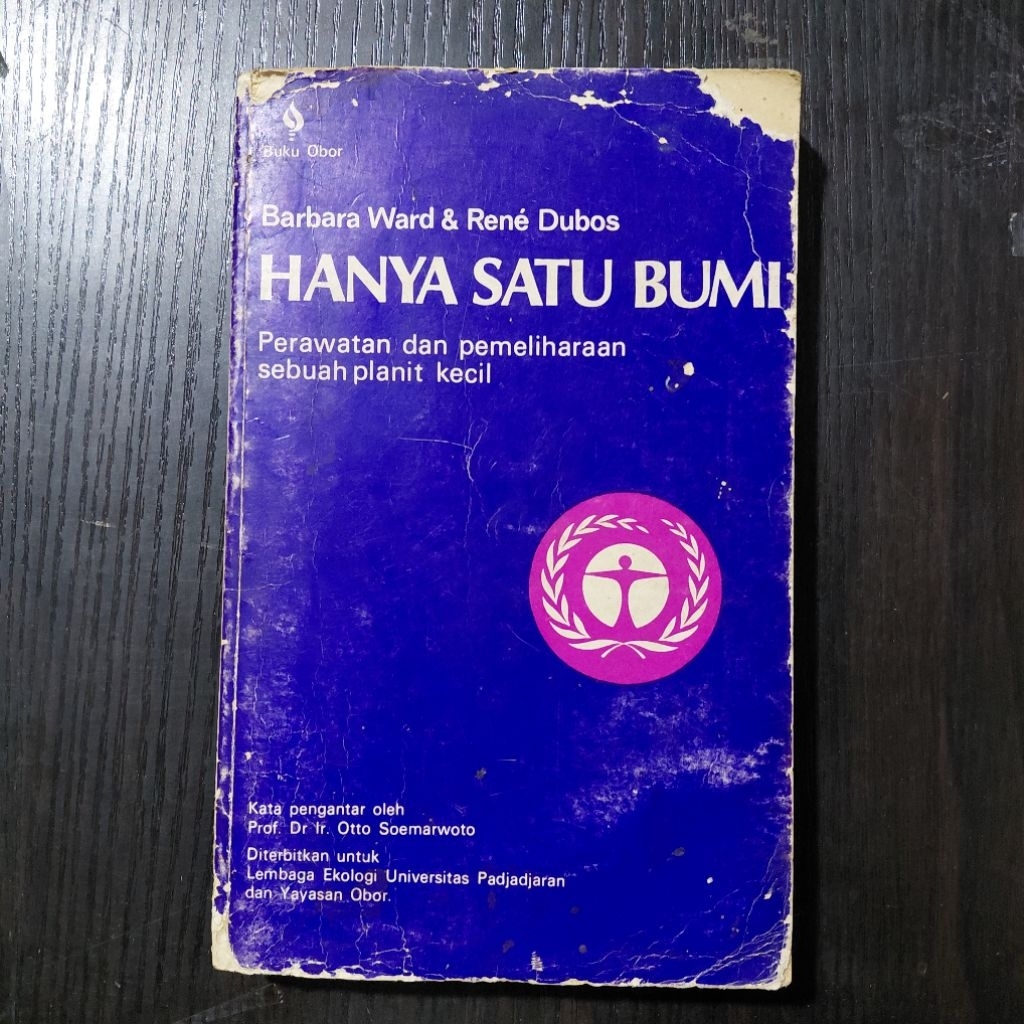 Buku Obor
Barbara Ward & René Dubos
HANYA SATU BUMI
Perawatan dan pemeliharaan
sebuah planit kecil
Kata pengantar oleh
Prof. Dr Ir. Otto Soemarwoto
Diterbitkan untuk
Lembaga Ekologi Universitas Padjadjaran
dan Yayasan Obor.